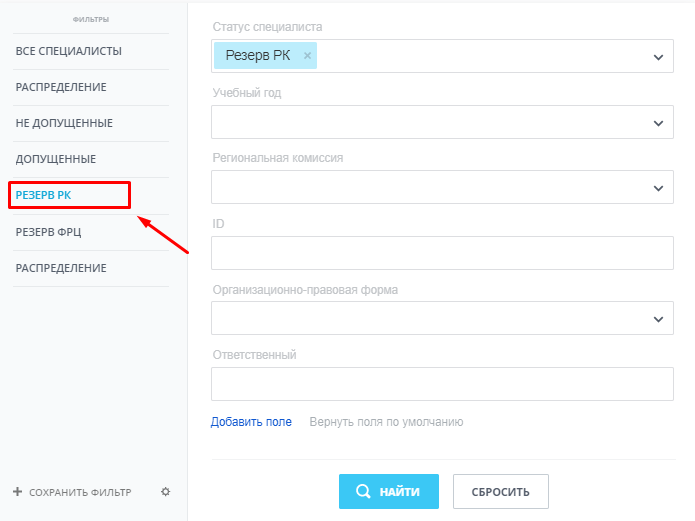 ФИЛЬТРЫ
ВСЕ СПЕЦИАЛИСТЫ
РАСПРЕДЕЛЕНИЕ
НЕ ДОПУЩЕННЫЕ
ДОПУЩЕННЫЕ
РЕЗЕРВ РК
РЕЗЕРВ ФРЦ
РАСПРЕДЕЛЕНИЕ
СОХРАНИТЬ ФИЛЬТР
Статус специалиста
Резерв РК
Учебный год
Региональная комиссия
ID
Организационно-правовая форма
Ответственный
Добавить поле Вернуть поля по умолчанию
НАЙТИ СБРОСИТЬ